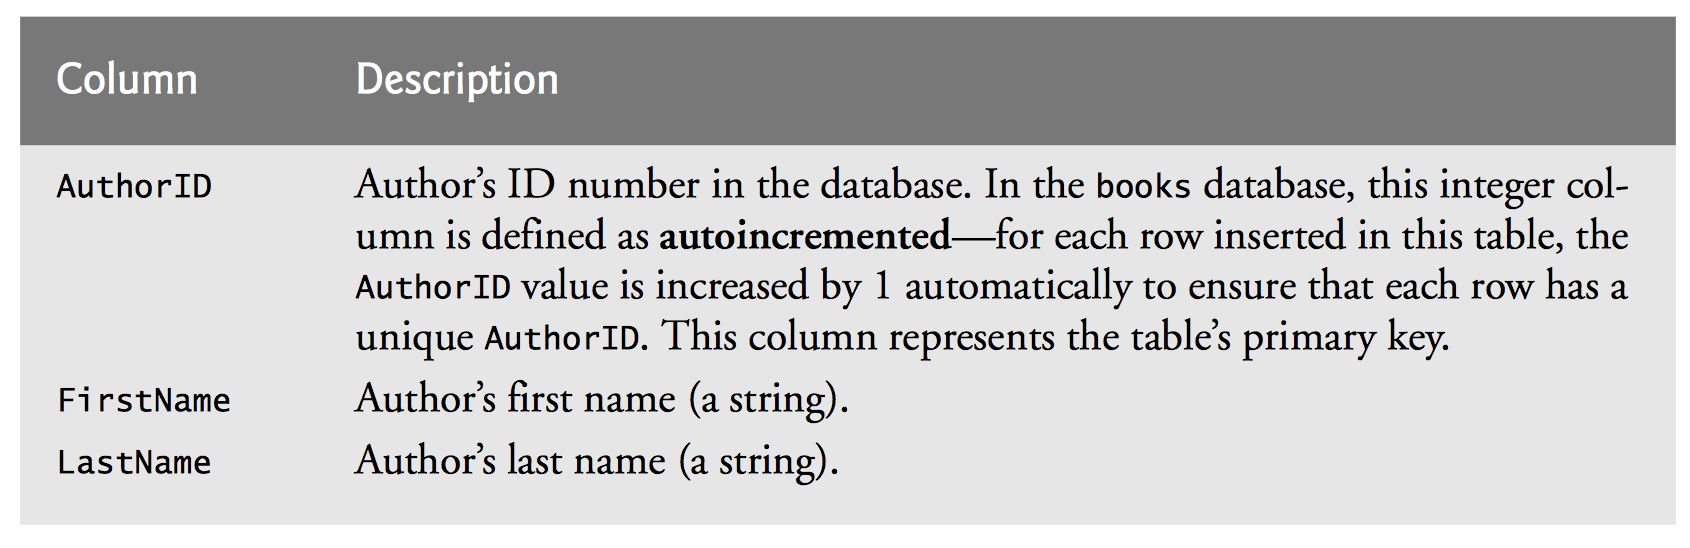 Column Description
AuthorID Author’s ID number in the database. In the books database, this integer col-
umn is defined as autoincremented—for each row inserted in this table, the
AuthorID value is increased by 1 automatically to ensure that each row has a
unique AuthorID. This column represents the table’s primary key.
FirstName Author’s first name (a string).
LastName Author’s last name (a string).